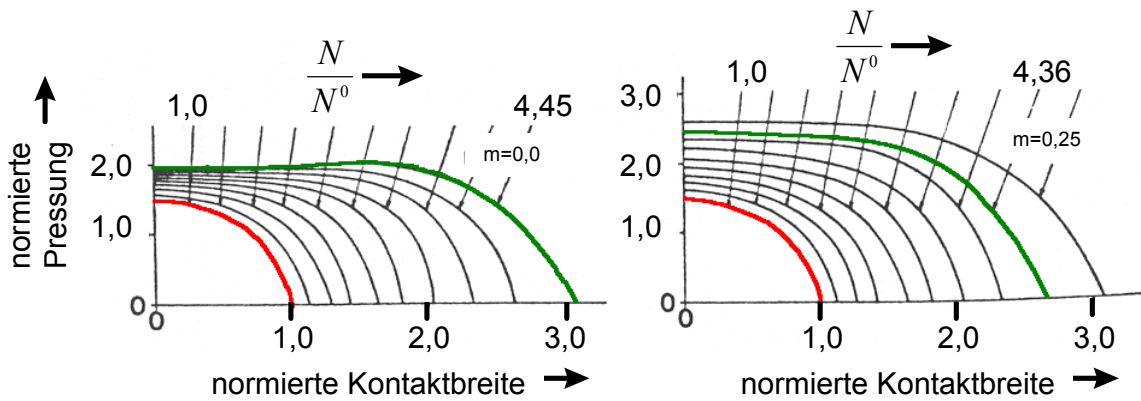 N
N⁰
1,0
4,45
m=0,0
normierte
Pressung
2,0
1,0
0
0
1,0
2,0
3,0
normierte Kontaktbreite
N
N⁰
1,0
4,36
m=0,25
3,0
2,0
1,0
0
0
1,0
2,0
3,0
normierte Kontaktbreite